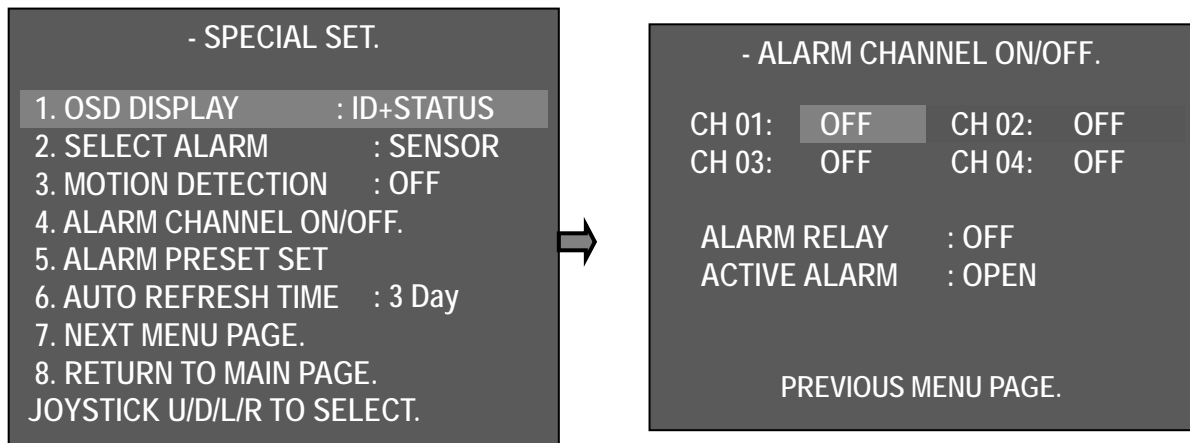 - SPECIAL SET.
1. OSD DISPLAY : ID+STATUS
2. SELECT ALARM : SENSOR
3. MOTION DETECTION : OFF
4. ALARM CHANNEL ON/OFF.
5. ALARM PRESET SET
6. AUTO REFRESH TIME : 3 Day
7. NEXT MENU PAGE.
8. RETURN TO MAIN PAGE.
JOYSTICK U/D/L/R TO SELECT.
- ALARM CHANNEL ON/OFF.
CH 01: OFF CH 02: OFF
CH 03: OFF CH 04: OFF
ALARM RELAY : OFF
ACTIVE ALARM : OPEN
PREVIOUS MENU PAGE.